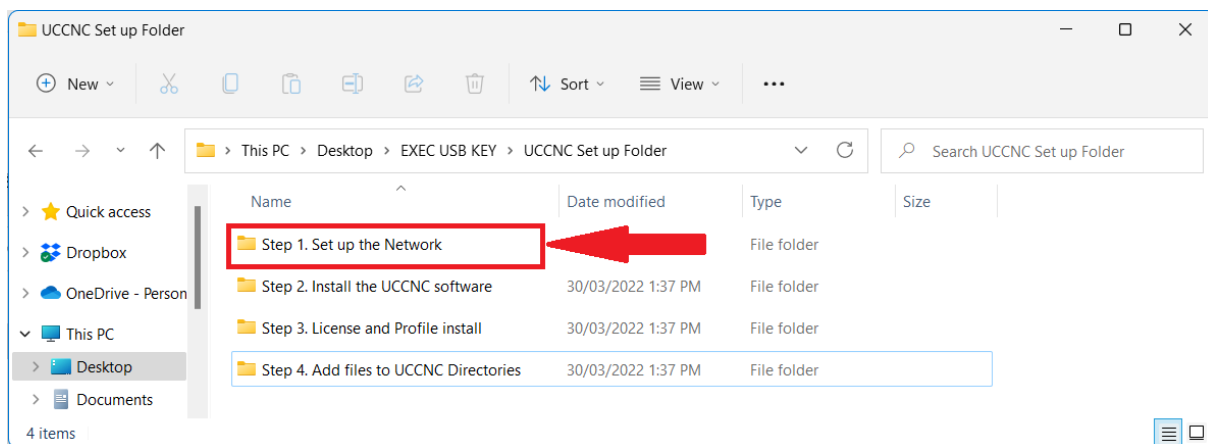 UCCNC Set up Folder
New Sort View
This PC > Desktop > EXEC USB KEY > UCCNC Set up Folder Search UCCNC Set up Folder
Name Date modified Type Size
Quick access
Step 1. Set up the Network File folder
Dropbox
Step 2. Install the UCCNC software 30/03/2022 1:37 PM File folder
OneDrive - Person
Step 3. License and Profile install 30/03/2022 1:37 PM File folder
This PC
Step 4. Add files to UCCNC Directories 30/03/2022 1:37 PM File folder
Desktop
Documents
4 items